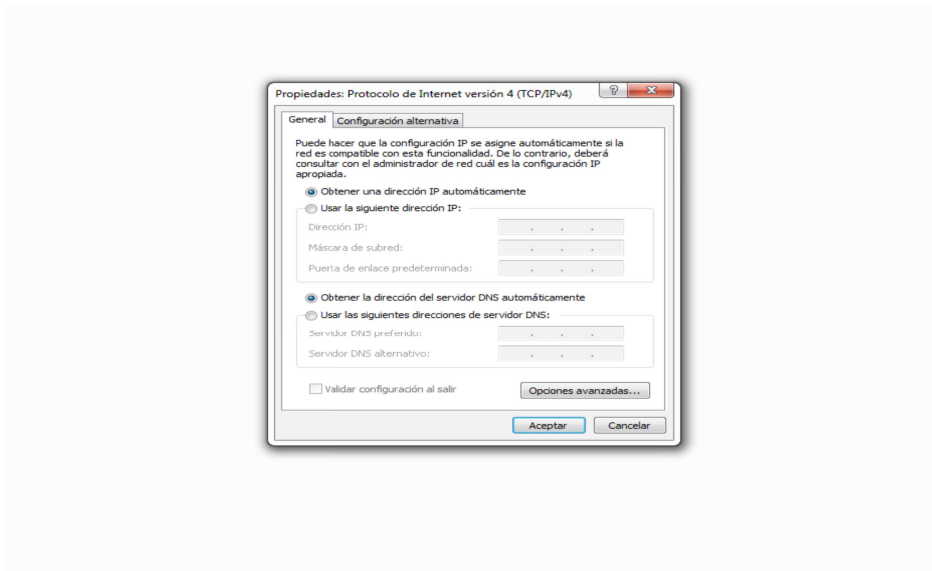 Propiedades: Protocolo de Internet versión 4 (TCP/IPv4)
?
General
Configuración alternativa
Puede hacer que la configuración IP se asigne automáticamente si la
red es compatible con esta funcionalidad. De lo contrario, deberá
consultar con el administrador de red cuál es la configuración IP
apropiada.
Obtener una dirección IP automáticamente
Usar la siguiente dirección IP:
Dirección IP:
Máscara de subred:
Puerta de enlace predeterminada:
Obtener la dirección del servidor DNS automáticamente
Usar las siguientes direcciones de servidor DNS:
Servidor DNS preferido:
Servidor DNS alternativo:
Validar configuración al salir
Opciones avanzadas...
Aceptar
Cancelar